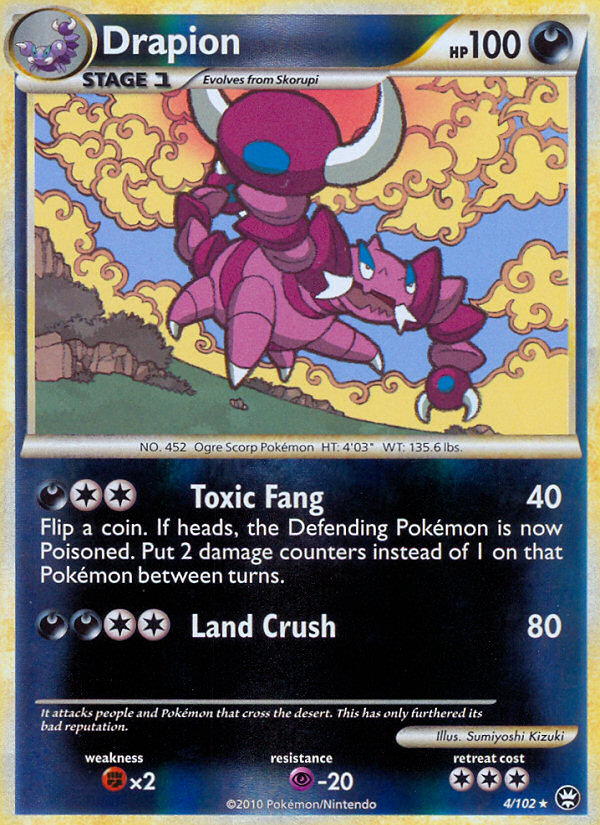 Drapion
HP100
STAGE 1
Evolves from Skorupi
NO. 452 Ogre Scorp Pokémon HT: 4'03" WT: 135.6 lbs.
Toxic Fang 40
Flip a coin. If heads, the Defending Pokémon is now
Poisoned. Put 2 damage counters instead of 1 on that
Pokémon between turns.
Land Crush 80
It attacks people and Pokémon that cross the desert. This has only furthered its
bad reputation.
Illus. Sumiyoshi Kizuki
weakness resistance retreat cost
×2 -20
©2010 Pokémon/Nintendo
4/102 ★